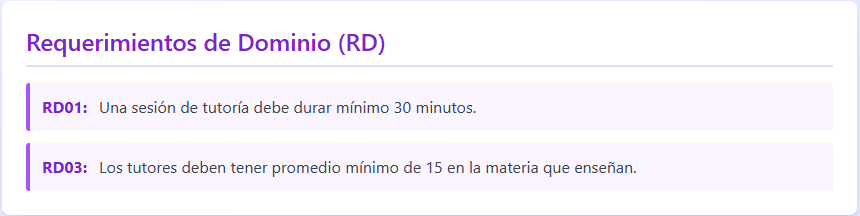 Requerimientos de Dominio (RD)
RD01: Una sesión de tutoría debe durar mínimo 30 minutos.
RD03: Los tutores deben tener promedio mínimo de 15 en la materia que enseñan.